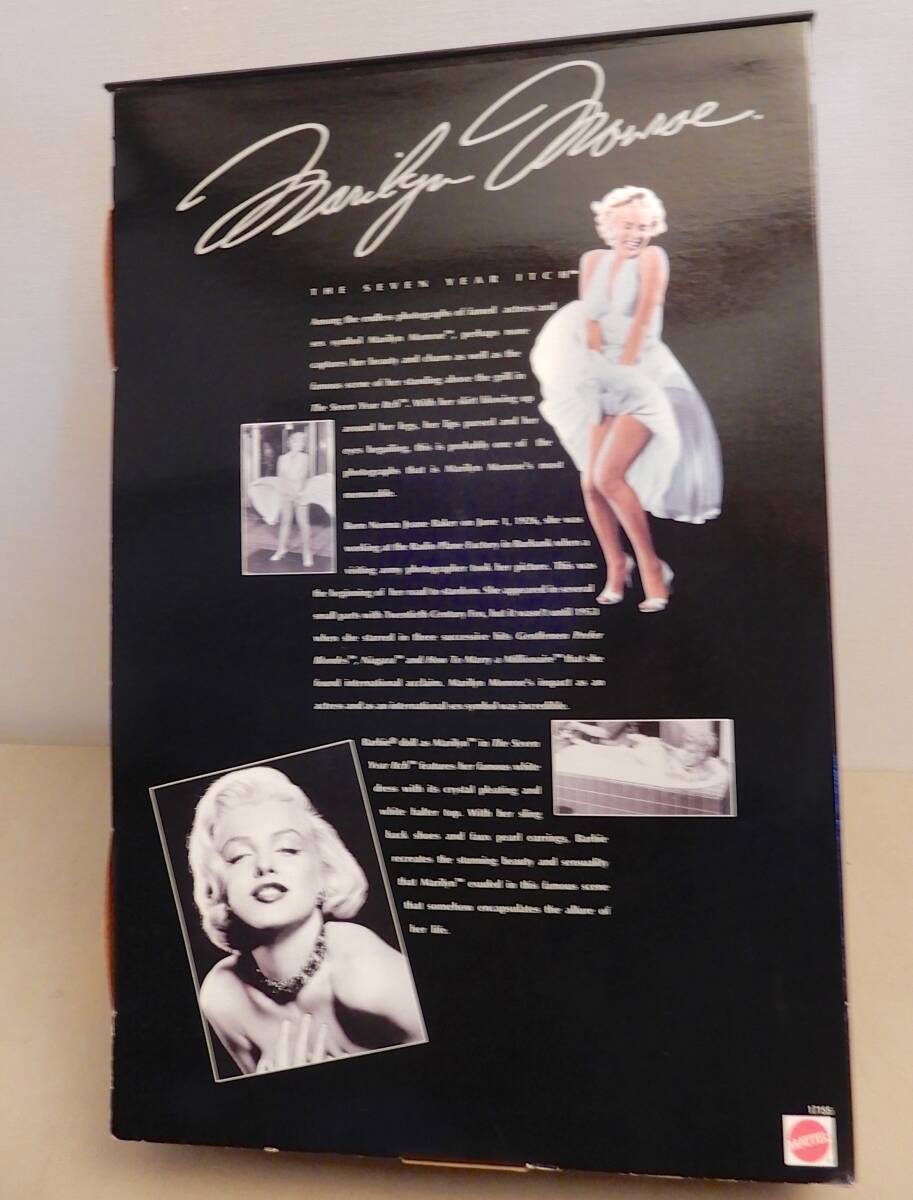 Marilyn Monroe™
THE SEVEN YEAR ITCH™
Among the endless photographs of famed actress and
sex symbol Marilyn Monroe™, perhaps none
captures her beauty and charm as well as the
famous scene of her standing above the grill in
The Seven Year Itch™. With her skirt blowing up
around her legs, her lips pursed and her
eyes beguiling, this is probably one of the
photographs that is Marilyn Monroe's most
memorable.
Born Norma Jeane Baker on June 1, 1926, she was
working at the Radio Plane Factory in Burbank when a
visiting army photographer took her picture. This was
the beginning of her road to stardom. She appeared in several
small parts with Twentieth Century Fox, but it wasn't until 1953
when she starred in three successive hits Gentlemen Prefer
Blondes™, Niagra™ and How To Marry a Millionaire™ that she
found international acclaim. Marilyn Monroe's impact as an
actress and as an international sex symbol was incredible.
Barbie® doll as Marilyn™ in The Seven
Year Itch™ features her famous white
dress with its crystal pleating and
white halter top. With her sling
back shoes and faux pearl earrings, Barbie
recreates the stunning beauty and sensuality
that Marilyn™ exuded in this famous scene
that somehow encapsulates the allure of
her life.
17155
MATTEL